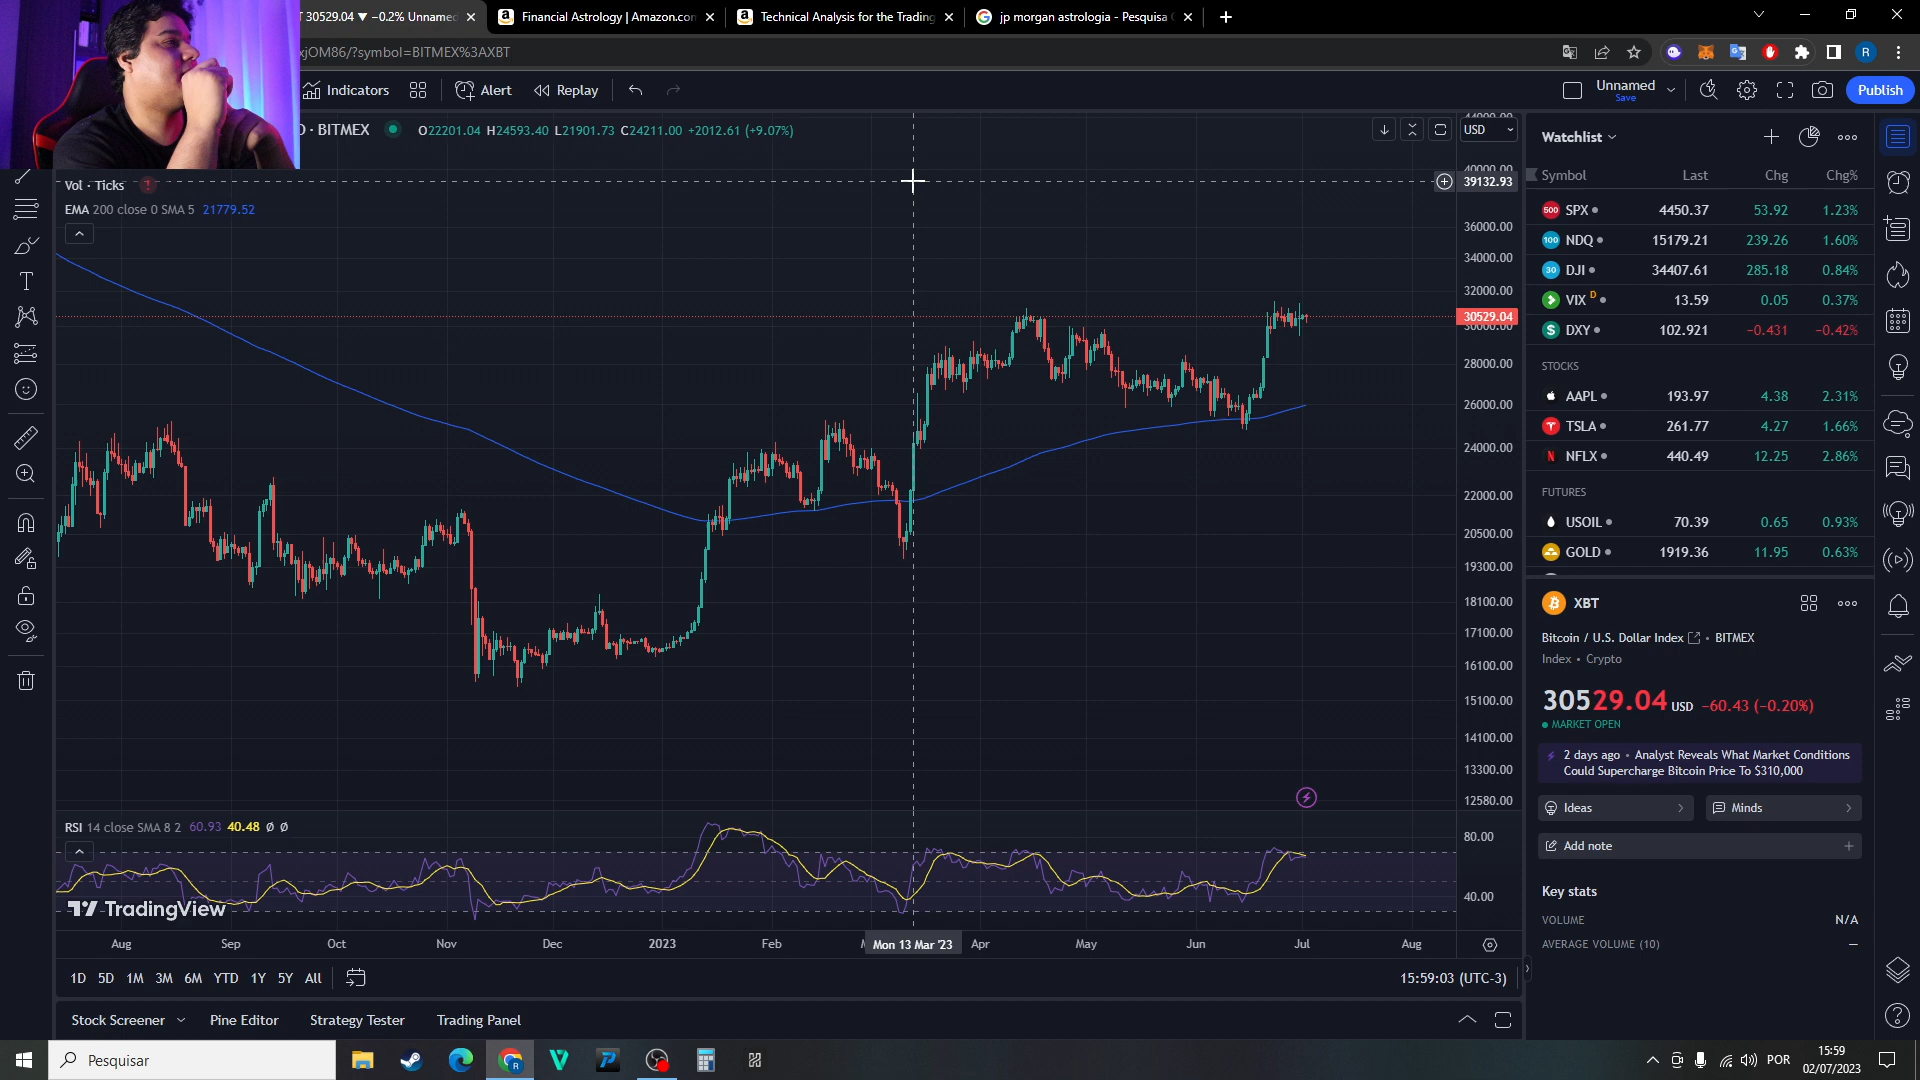 T 30529.04 ▼ −0.2% Unnamed
Financial Astrology | Amazon.com
Technical Analysis for the Trading
jp morgan astrologia - Pesquisa
xjOM86/?symbol=BITMEX%3AXBT
R
Indicators
Alert
Replay
Unnamed
Save
Publish
· BITMEX
O22201.04 H24593.40 L21901.73 C24211.00 +2012.61 (+9.07%)
USD
Vol · Ticks
EMA 200 close 0 SMA 5 21779.52
44000.00
40000.00
39132.93
36000.00
34000.00
32000.00
30529.04
30000.00
28000.00
26000.00
24000.00
22000.00
20500.00
19300.00
18100.00
17100.00
16100.00
15100.00
14100.00
13300.00
12580.00
RSI 14 close SMA 8 2 60.93 40.48 Ø Ø
80.00
40.00
TradingView
Aug Sep Oct Nov Dec 2023 Feb Mon 13 Mar '23 Apr May Jun Jul Aug
1D 5D 1M 3M 6M YTD 1Y 5Y All
15:59:03 (UTC-3)
Stock Screener Pine Editor Strategy Tester Trading Panel
Watchlist
Symbol Last Chg Chg%
500 SPX 4450.37 53.92 1.23%
100 NDQ 15179.21 239.26 1.60%
30 DJI 34407.61 285.18 0.84%
VIX D 13.59 0.05 0.37%
DXY 102.921 −0.431 −0.42%
STOCKS
AAPL 193.97 4.38 2.31%
TSLA 261.77 4.27 1.66%
NFLX 440.49 12.25 2.86%
FUTURES
USOIL 70.39 0.65 0.93%
GOLD 1919.36 11.95 0.63%
XBT
Bitcoin / U.S. Dollar Index • BITMEX
Index • Crypto
30529.04 USD −60.43 (−0.20%)
MARKET OPEN
2 days ago • Analyst Reveals What Market Conditions
Could Supercharge Bitcoin Price To $310,000
Ideas
Minds
Add note
Key stats
VOLUME N/A
AVERAGE VOLUME (10) —
Pesquisar
POR
15:59
02/07/2023